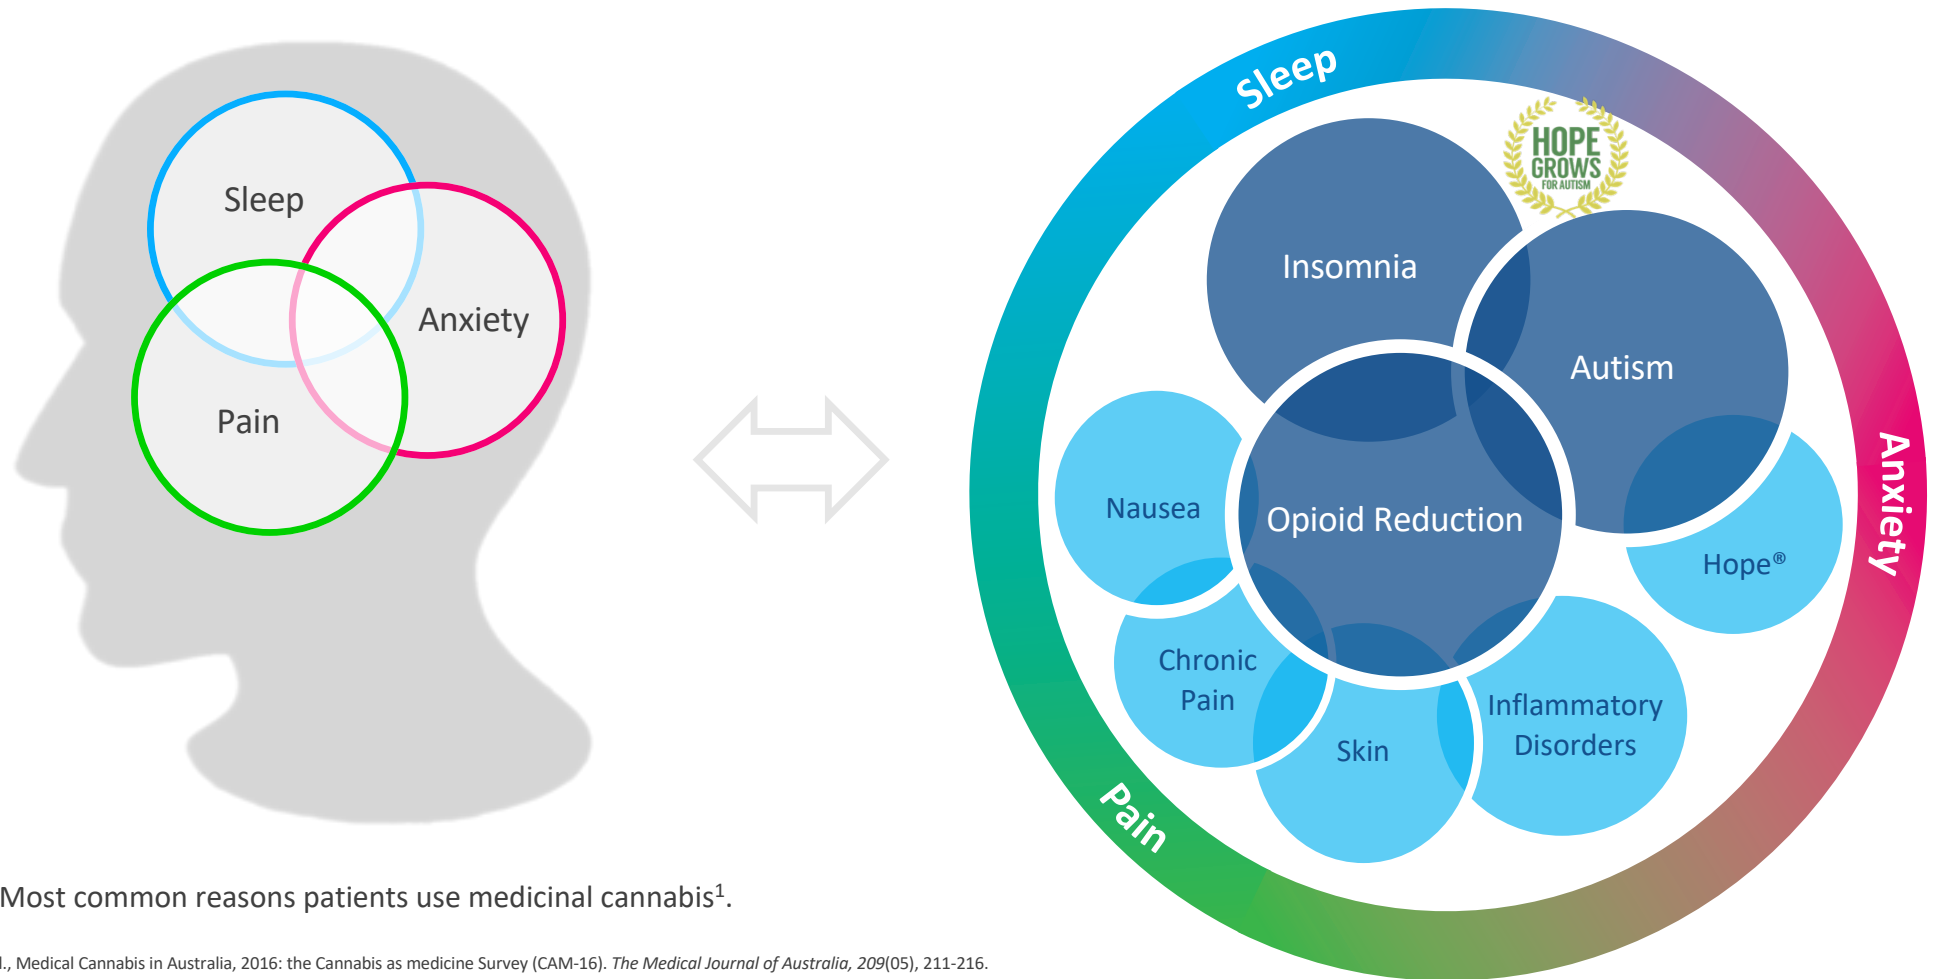 Sleep
Anxiety
Pain
Most common reasons patients use medicinal cannabis¹.
Sleep
HOPE
GROWS
FOR AUTISM
Insomnia
Autism
Anxiety
Nausea
Opioid Reduction
Hope®
Chronic
Pain
Skin
Inflammatory
Disorders
Pain
l., Medical Cannabis in Australia, 2016: the Cannabis as medicine Survey (CAM-16). The Medical Journal of Australia, 209(05), 211-216.